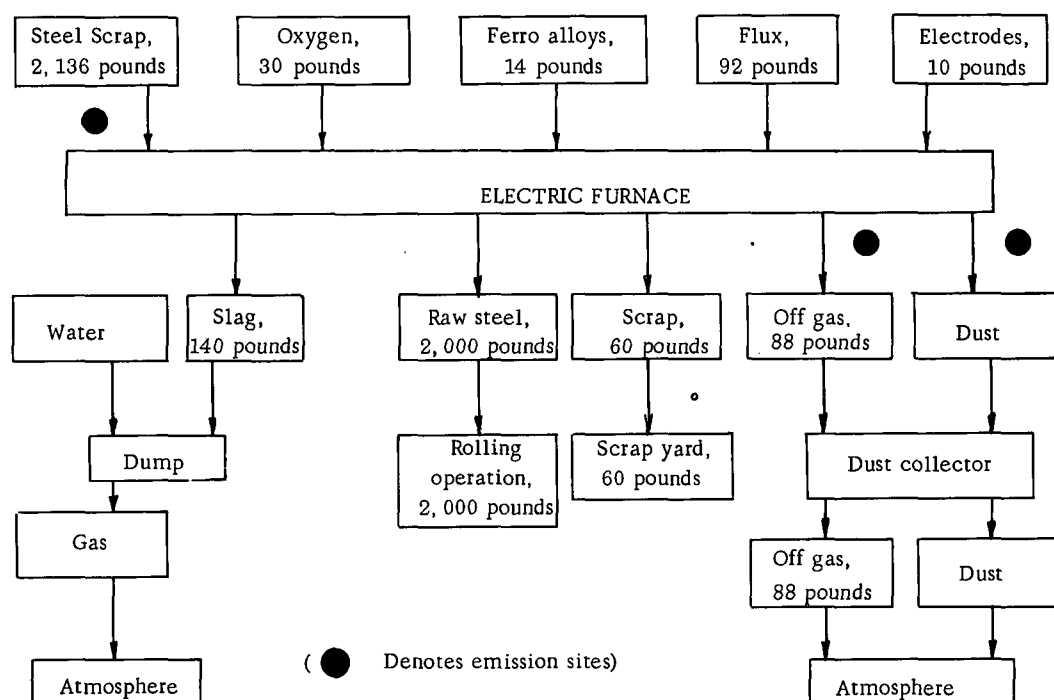 Steel Scrap,
2,136 pounds
Oxygen,
30 pounds
Ferro alloys,
14 pounds
Flux,
92 pounds
Electrodes,
10 pounds
ELECTRIC FURNACE
Water
Slag,
140 pounds
Raw steel,
2,000 pounds
Scrap,
60 pounds
Off gas,
88 pounds
Dust
Dump
Rolling
operation,
2,000 pounds
Scrap yard,
60 pounds
Dust collector
Gas
Off gas,
88 pounds
Dust
Atmosphere
( Denotes emission sites)
Atmosphere